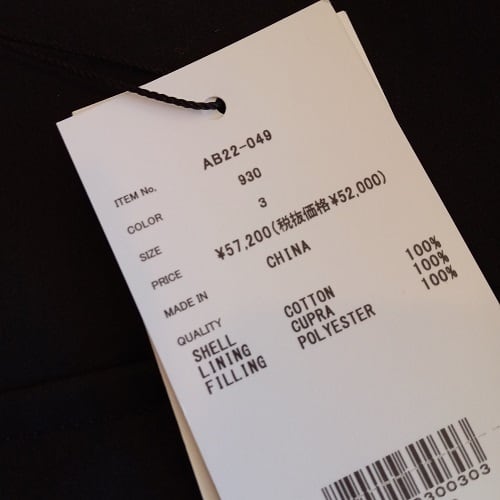 ITEM No. AB22-049
COLOR 930
SIZE 3
PRICE ¥57,200(税抜価格¥52,000)
MADE IN CHINA
QUALITY
SHELL COTTON 100%
LINING CUPRA 100%
FILLING POLYESTER 100%